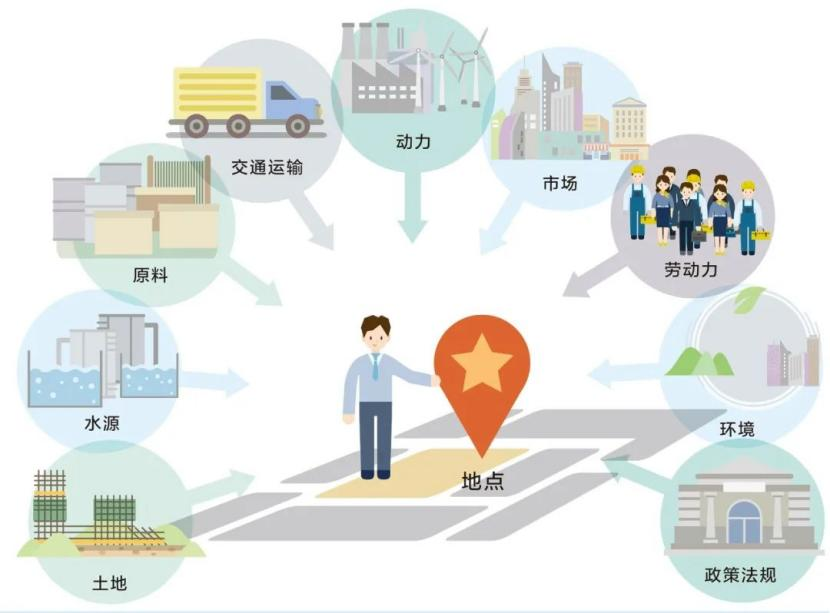 动力
交通运输
市场
原料
劳动力
水源
环境
地点
土地
政策法规